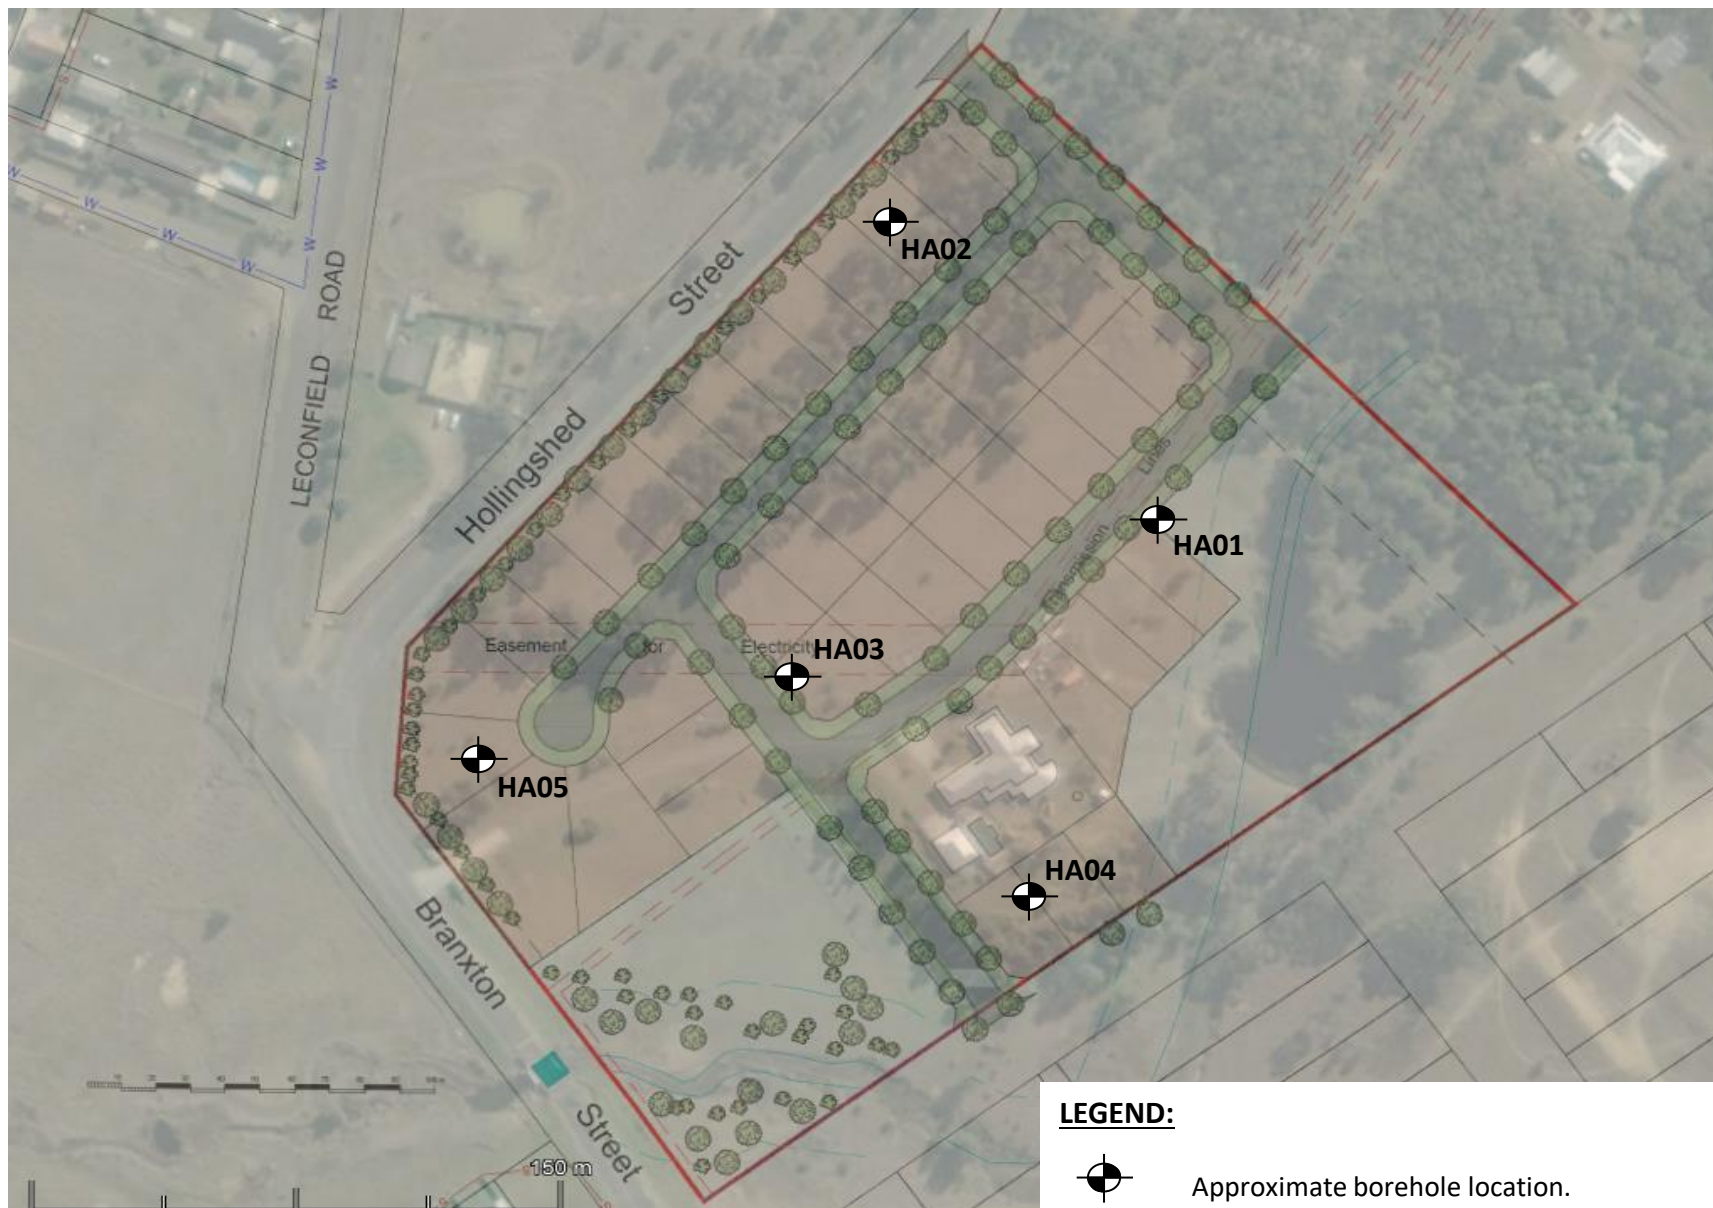 W
W
W
W
W
W
W
LECONFIELD ROAD
Hollingshed Street
HA02
HA01
Lines
Easement for Electricity
HA03
HA05
HA04
Branxton Street
150 m
LEGEND:
Approximate borehole location.